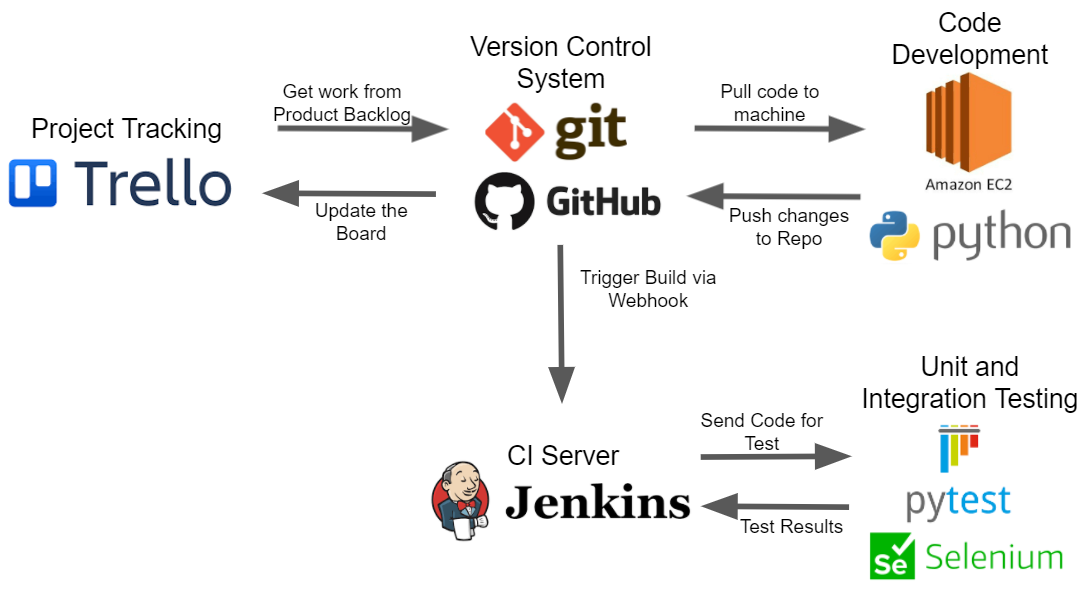 Project Tracking
Trello
Get work from
Product Backlog
Update the
Board
Version Control
System
git
GitHub
Pull code to
machine
Push changes
to Repo
Code
Development
Amazon EC2
python
Trigger Build via
Webhook
CI Server
Jenkins
Send Code for
Test
Test Results
Unit and
Integration Testing
pytest
Se Selenium